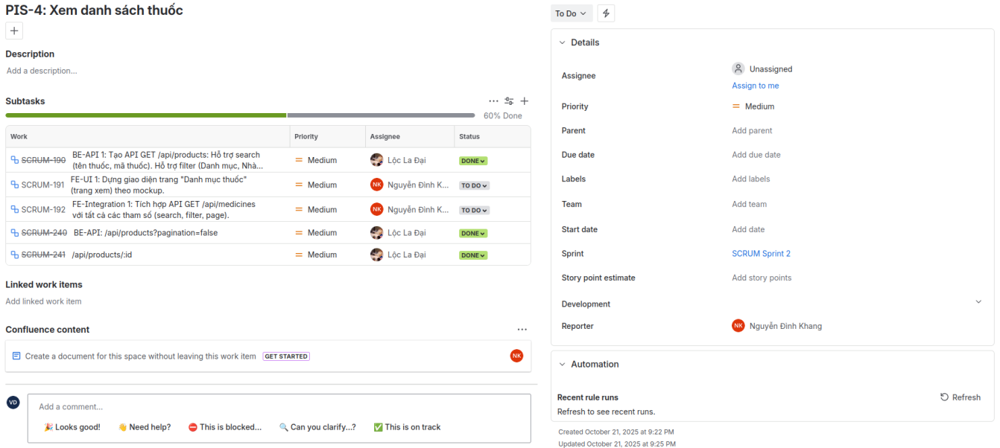 PIS-4: Xem danh sách thuốc
Description
Add a description...
Subtasks
60% Done
Work Priority Assignee Status
SCRUM-190 BE-API 1: Tạo API GET /api/products: Hỗ trợ search (tên thuốc, mã thuốc). Hỗ trợ filter (Danh mục, Nhà... Medium Lộc La Đại DONE
SCRUM-191 FE-UI 1: Dựng giao diện trang "Danh mục thuốc" (trang xem) theo mockup. Medium NK Nguyễn Đình K... TO DO
SCRUM-192 FE-Integration 1: Tích hợp API GET /api/medicines với tất cả các tham số (search, filter, page). Medium NK Nguyễn Đình K... TO DO
SCRUM-240 BE-API: /api/products?pagination=false Medium Lộc La Đại DONE
SCRUM-241 /api/products/:id Medium Lộc La Đại DONE
Linked work items
Add linked work item
Confluence content
Create a document for this space without leaving this work item GET STARTED NK
VD
Add a comment...
🎉 Looks good! 👋 Need help? ⛔ This is blocked... 🔍 Can you clarify...? ✅ This is on track
To Do
Details
Assignee Unassigned
Assign to me
Priority Medium
Parent Add parent
Due date Add due date
Labels Add labels
Team Add team
Start date Add date
Sprint SCRUM Sprint 2
Story point estimate Add story points
Development
Reporter NK Nguyễn Đình Khang
Automation
Recent rule runs Refresh
Refresh to see recent runs.
Created October 21, 2025 at 9:22 PM
Updated October 21, 2025 at 9:25 PM